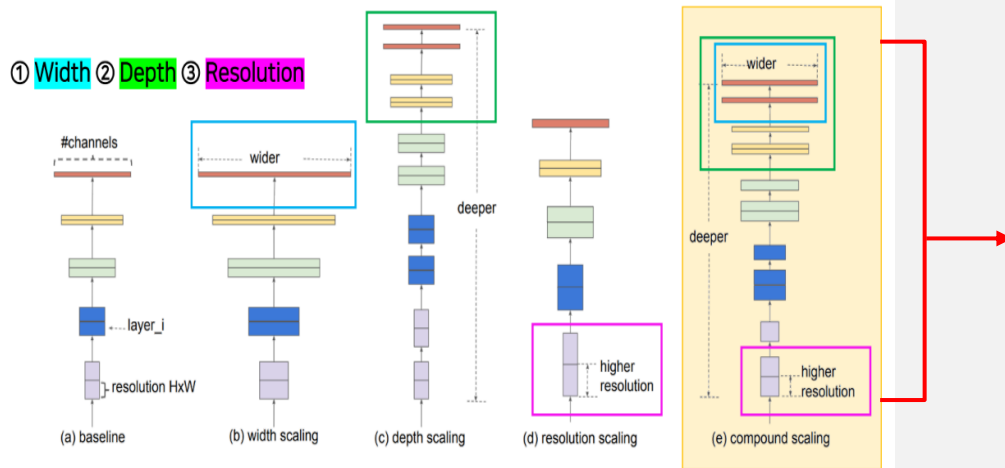 ① Width ② Depth ③ Resolution
#channels
layer_i
resolution HxW
(a) baseline
wider
(b) width scaling
deeper
(c) depth scaling
higher
resolution
(d) resolution scaling
wider
deeper
higher
resolution
(e) compound scaling